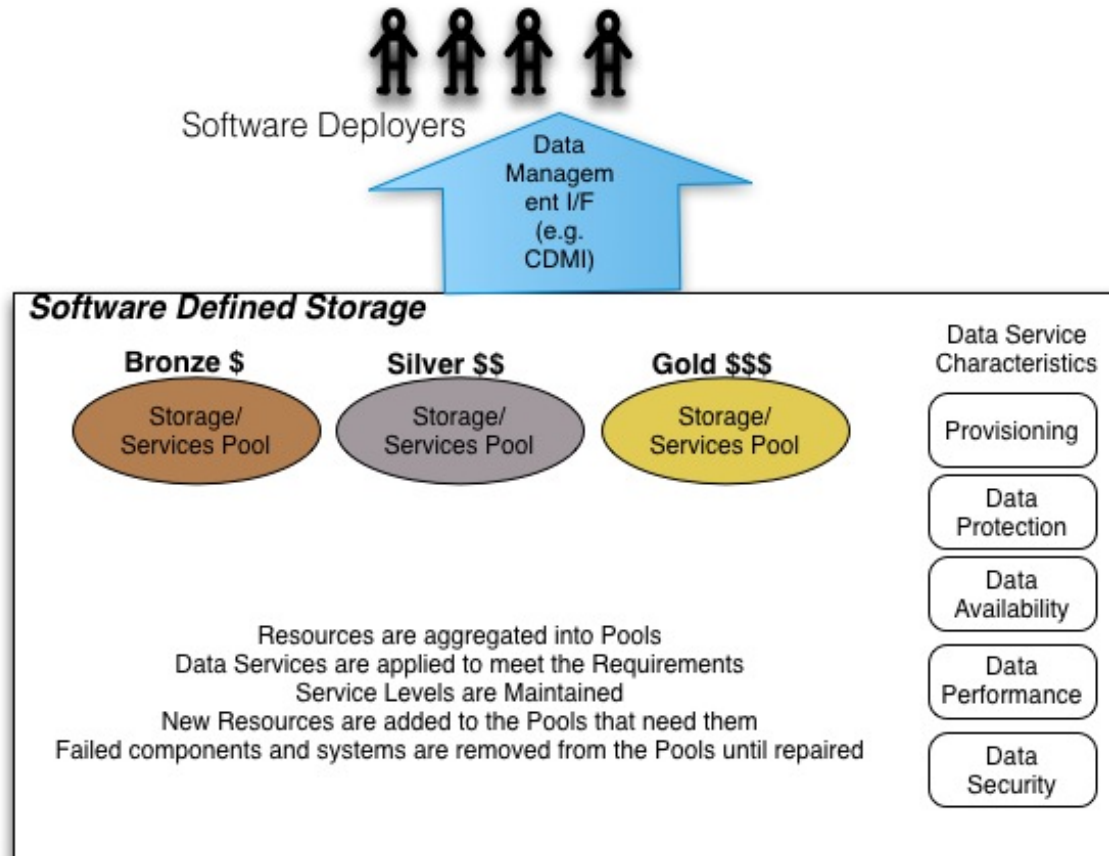 Software Deployers
Data
Managem
ent I/F
(e.g.
CDMI)
Software Defined Storage
Bronze $
Silver $$
Gold $$$
Storage/
Services Pool
Storage/
Services Pool
Storage/
Services Pool
Data Service
Characteristics
Provisioning
Data
Protection
Data
Availability
Data
Performance
Data
Security
Resources are aggregated into Pools
Data Services are applied to meet the Requirements
Service Levels are Maintained
New Resources are added to the Pools that need them
Failed components and systems are removed from the Pools until repaired